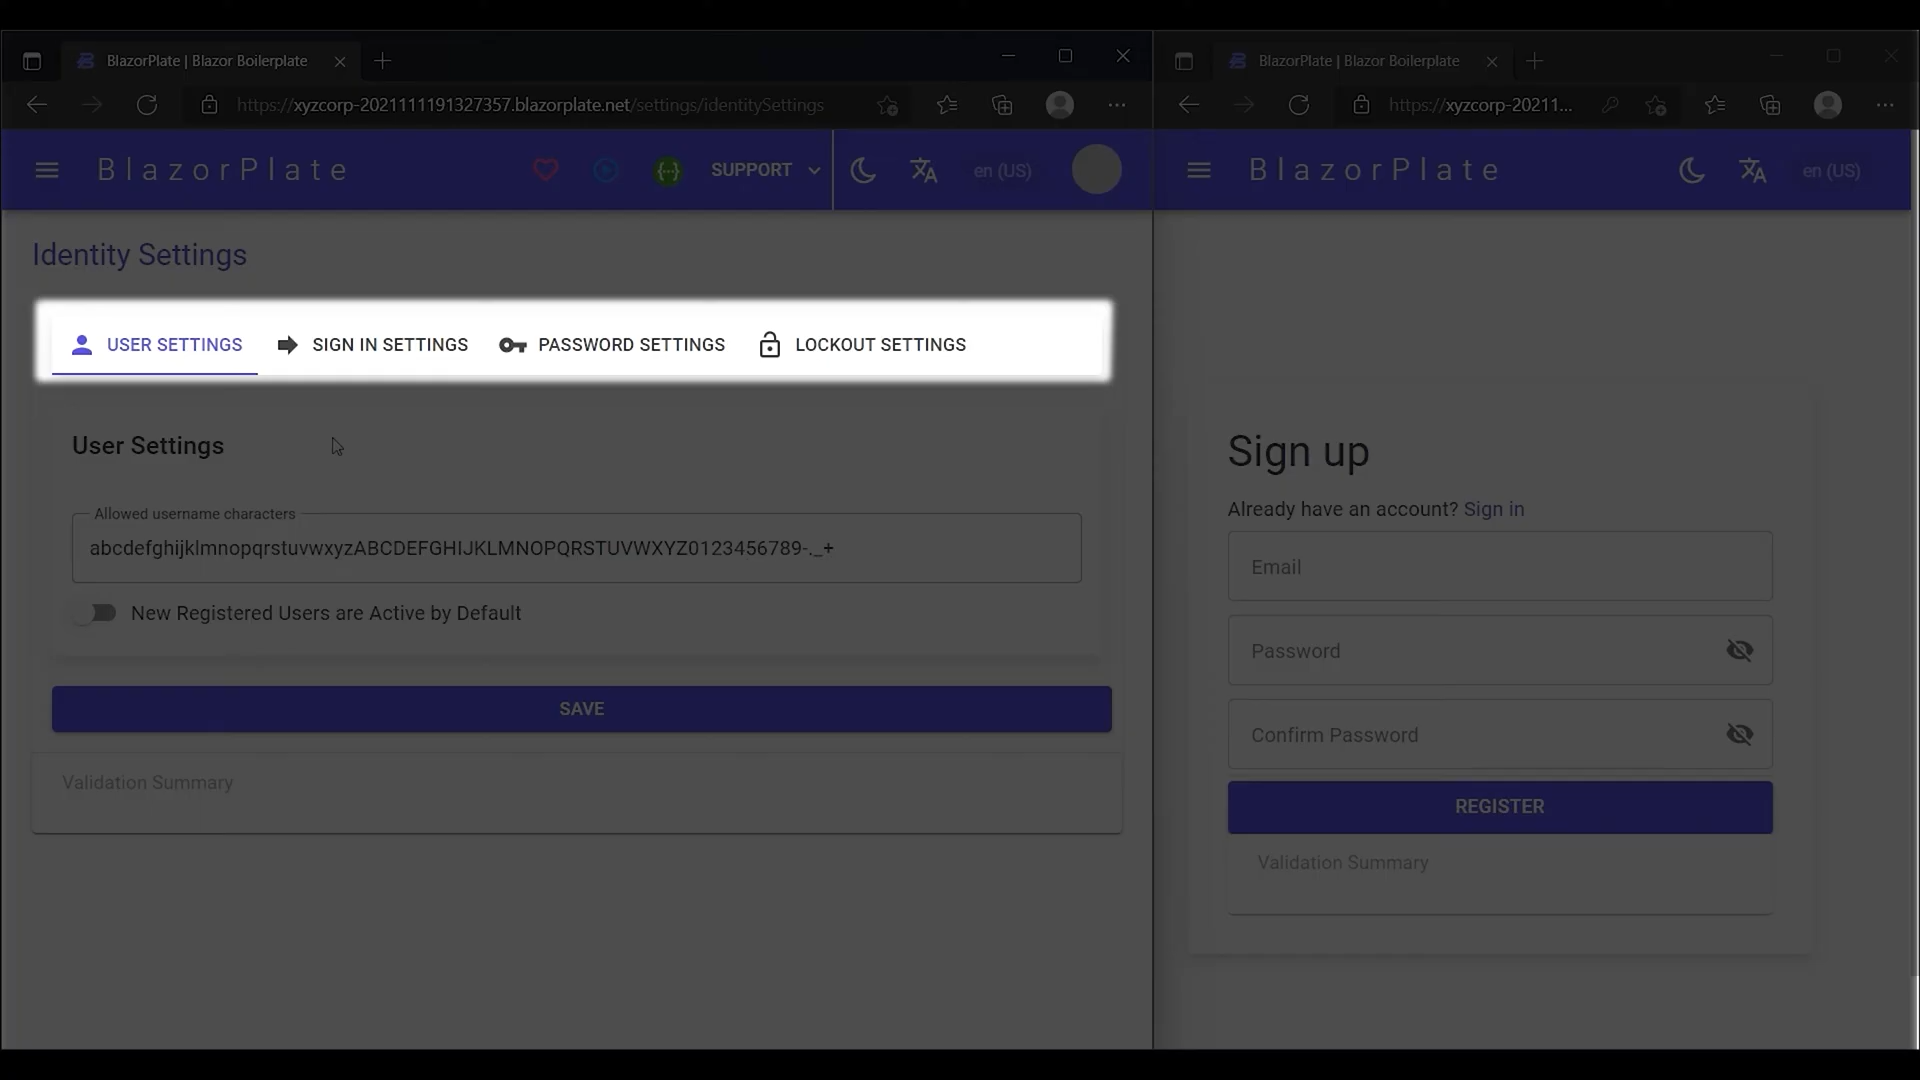 BlazorPlate | Blazor Boilerplate
https://xyzcorp-2021111191327357.blazorplate.net/settings/identitySettings
BlazorPlate
SUPPORT
en (US)
Identity Settings
USER SETTINGS
SIGN IN SETTINGS
PASSWORD SETTINGS
LOCKOUT SETTINGS
User Settings
Allowed username characters
abcdefghijklmnopqrstuvwxyzABCDEFGHIJKLMNOPQRSTUVWXYZ0123456789-._+
New Registered Users are Active by Default
SAVE
Validation Summary
BlazorPlate | Blazor Boilerplate
https://xyzcorp-20211...
BlazorPlate
en (US)
Sign up
Already have an account? Sign in
Email
Password
Confirm Password
REGISTER
Validation Summary